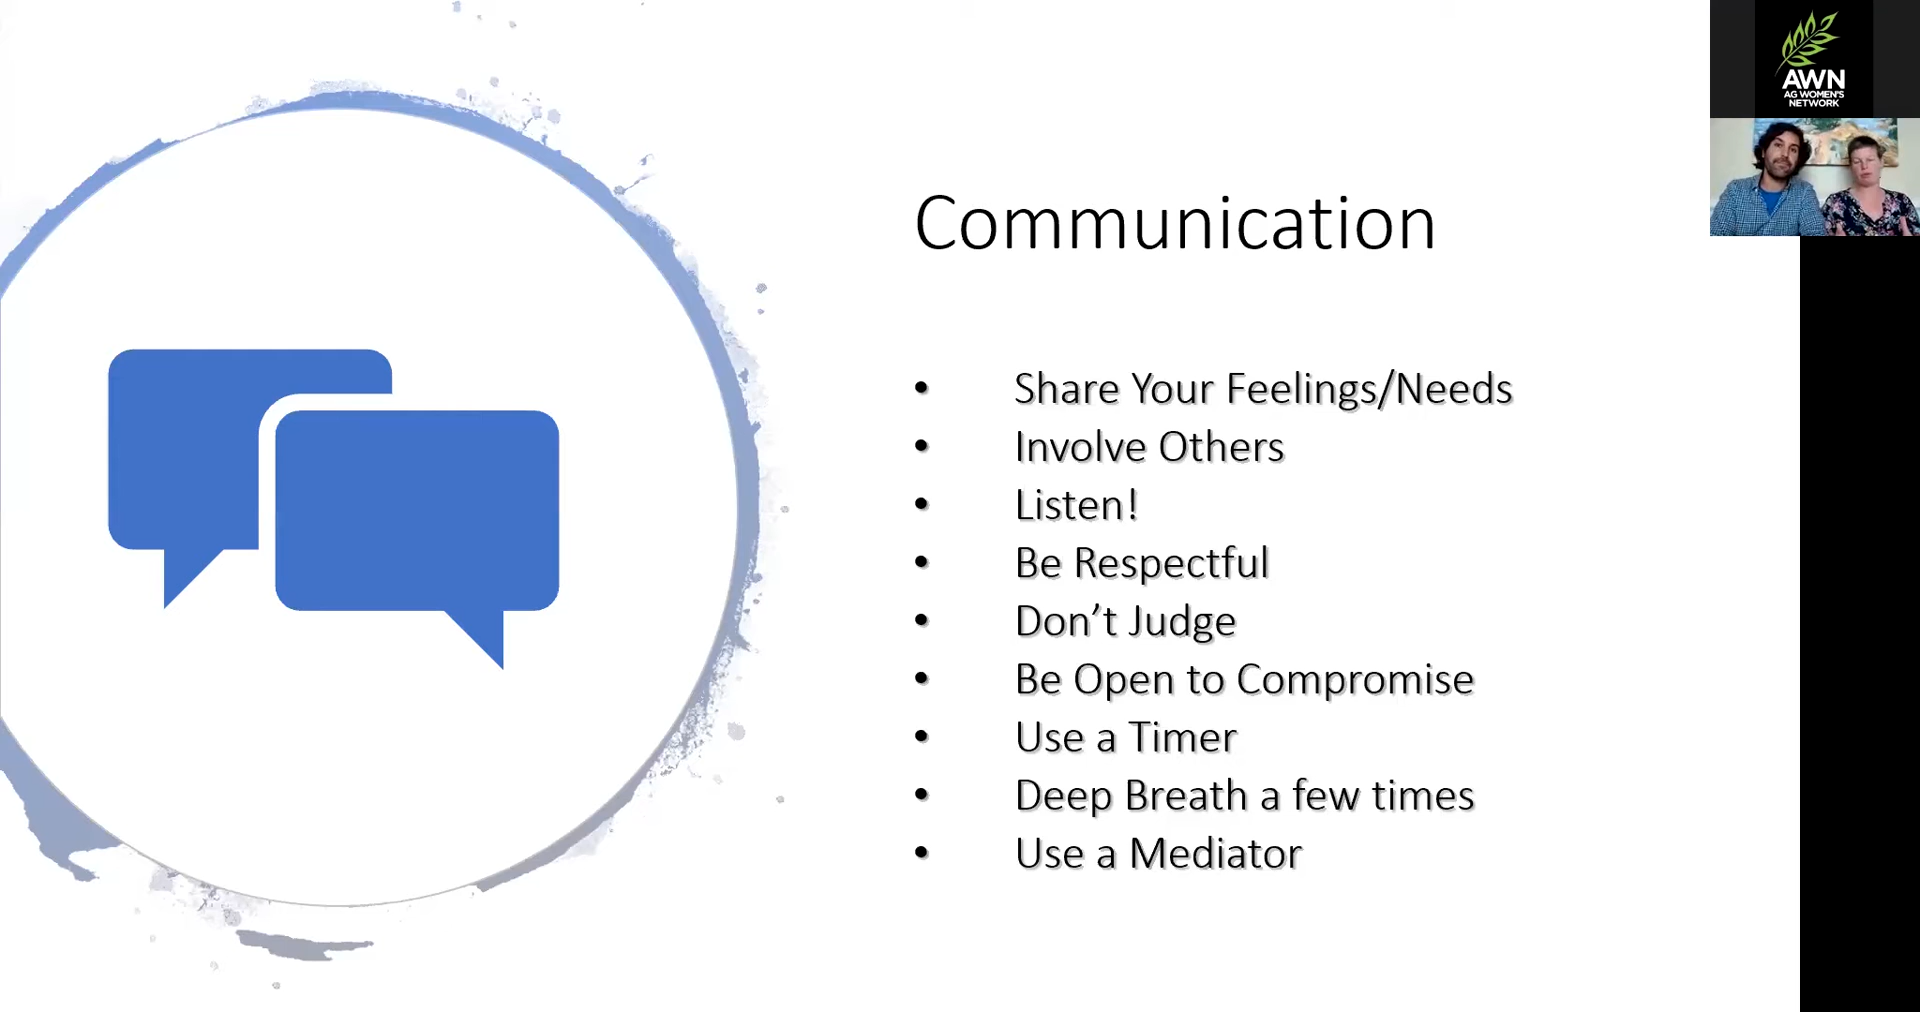 AWN
AG WOMEN'S
NETWORK
Communication
• Share Your Feelings/Needs
• Involve Others
• Listen!
• Be Respectful
• Don’t Judge
• Be Open to Compromise
• Use a Timer
• Deep Breath a few times
• Use a Mediator